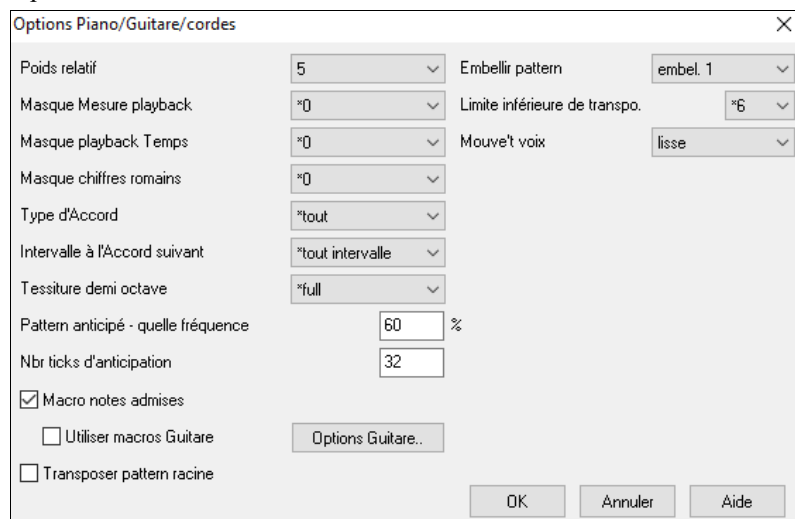 Options Piano/Guitare/cordes
Poids relatif 5 Embellir pattern embel. 1
Masque Mesure playback *0 Limite inférieure de transpo. *6
Masque playback Temps *0 Mouve't voix lisse
Masque chiffres romains *0
Type d'Accord *tout
Intervalle à l'Accord suivant *tout intervalle
Tessiture demi octave *full
Pattern anticipé - quelle fréquence 60 %
Nbr ticks d'anticipation 32
Macro notes admises
Utiliser macros Guitare Options Guitare..
Transposer pattern racine
OK Annuler Aide